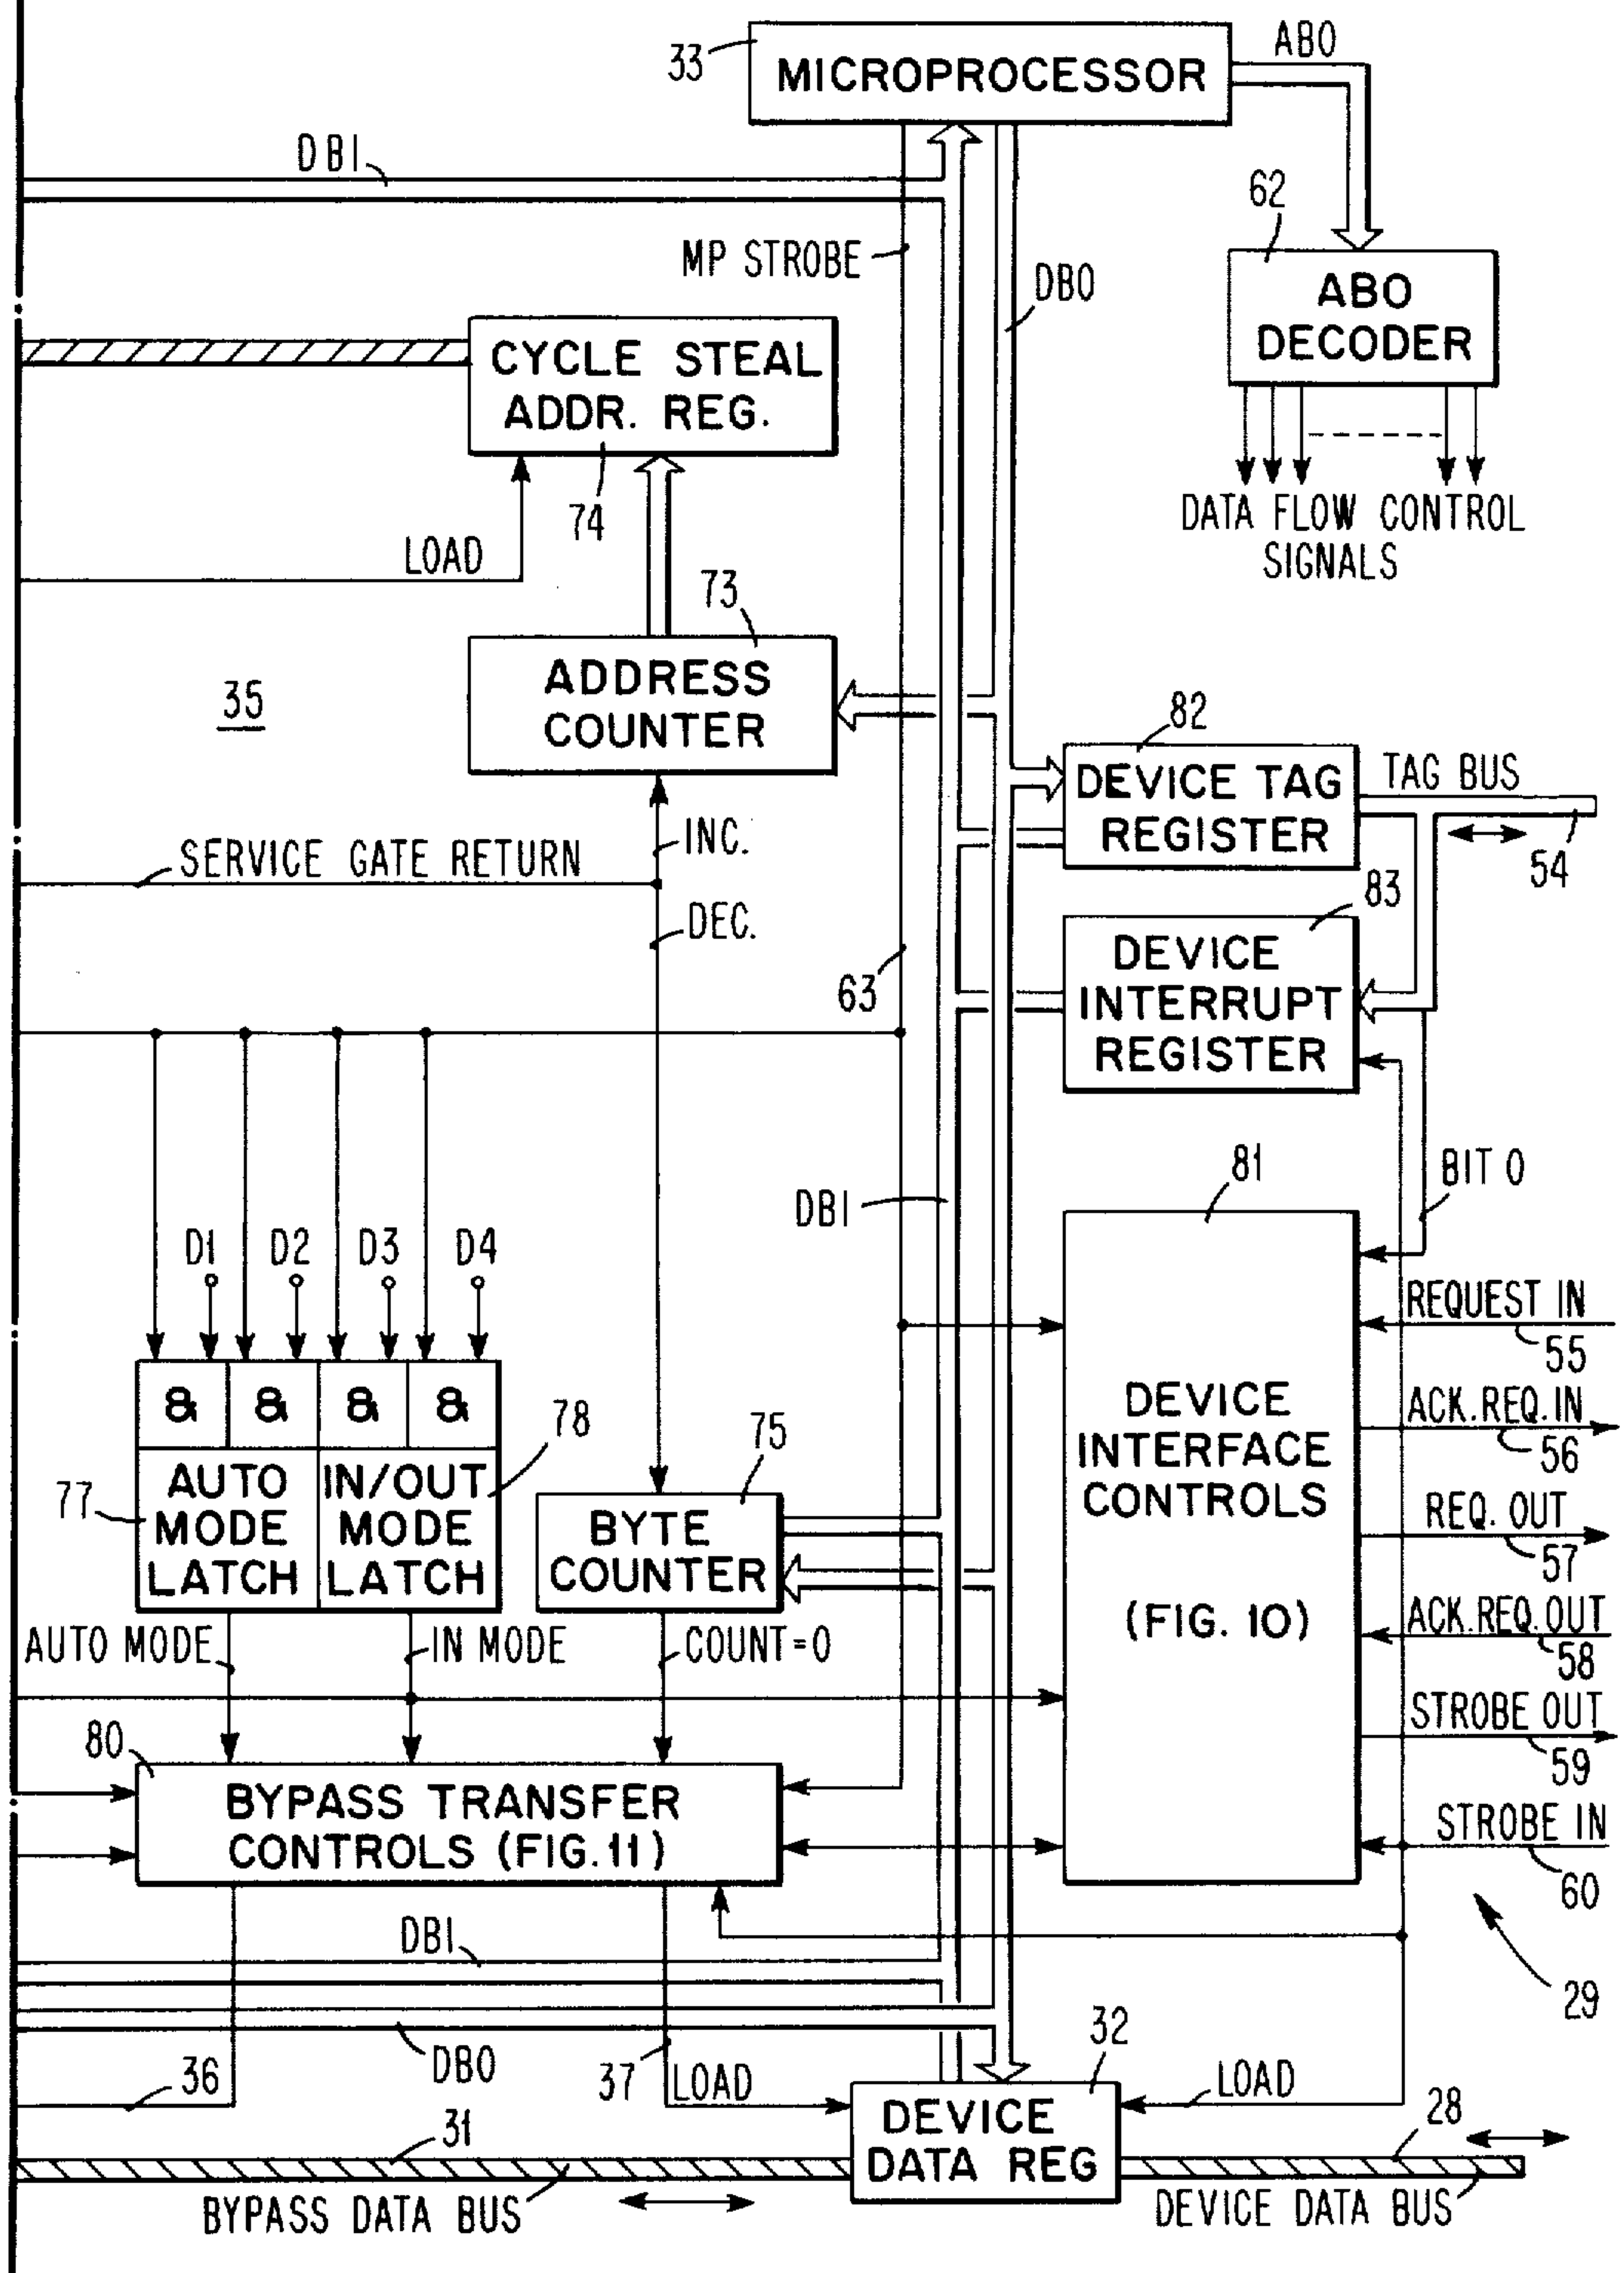 33
MICROPROCESSOR
ABO
DBI
62
MP STROBE
DBO
ABO
DECODER
CYCLE STEAL
ADDR. REG.
74
DATA FLOW CONTROL
SIGNALS
LOAD
73
35
ADDRESS
COUNTER
82
DEVICE TAG
REGISTER
TAG BUS
54
INC.
SERVICE GATE RETURN
DEC.
83
63
DEVICE
INTERRUPT
REGISTER
BIT 0
81
DBI
D1
D2
D3
D4
REQUEST IN
55
&
&
&
&
78
75
ACK.REQ.IN
56
DEVICE
INTERFACE
CONTROLS
(FIG. 10)
77
AUTO
MODE
LATCH
IN/OUT
MODE
LATCH
BYTE
COUNTER
REQ. OUT
57
ACK.REQ.OUT
58
AUTO MODE
IN MODE
COUNT=0
STROBE OUT
59
80
BYPASS TRANSFER
CONTROLS (FIG.11)
STROBE IN
60
DBI
29
DBO
32
36
37
LOAD
LOAD
28
31
DEVICE
DATA REG
BYPASS DATA BUS
DEVICE DATA BUS